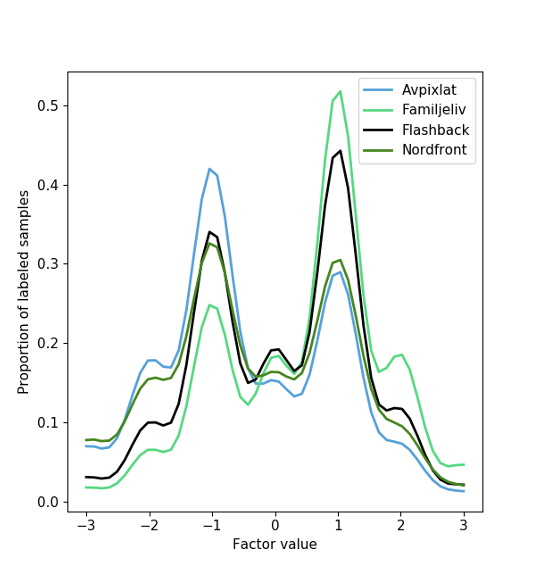 Avpixlat
Familjeliv
Flashback
Nordfront
0.5
0.4
0.3
0.2
0.1
0.0
Proportion of labeled samples
−3 −2 −1 0 1 2 3
Factor value